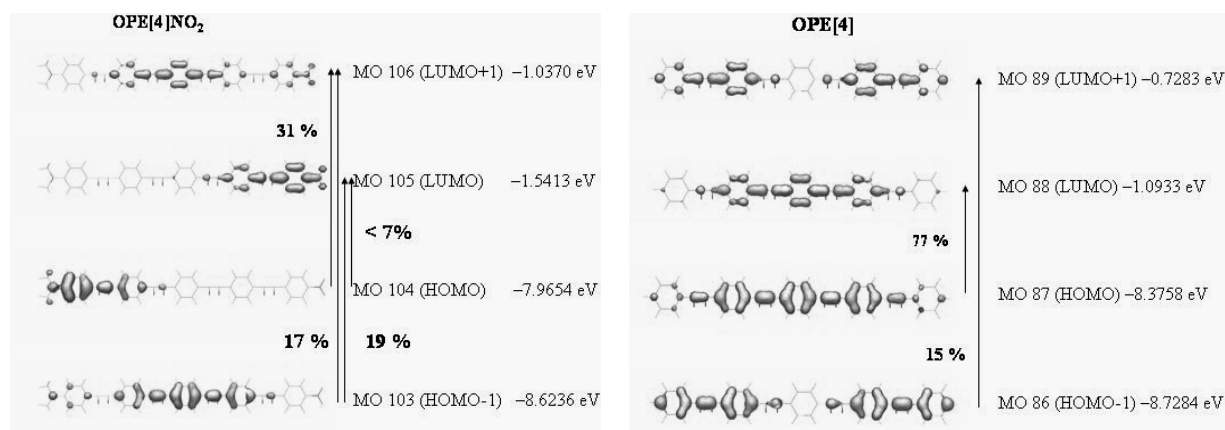 OPE[4]NO₂
MO 106 (LUMO+1) −1.0370 eV
31 %
MO 105 (LUMO) −1.5413 eV
< 7%
MO 104 (HOMO) −7.9654 eV
17 % 19 %
MO 103 (HOMO-1) −8.6236 eV
OPE[4]
MO 89 (LUMO+1) −0.7283 eV
MO 88 (LUMO) −1.0933 eV
77 %
MO 87 (HOMO) −8.3758 eV
15 %
MO 86 (HOMO-1) −8.7284 eV